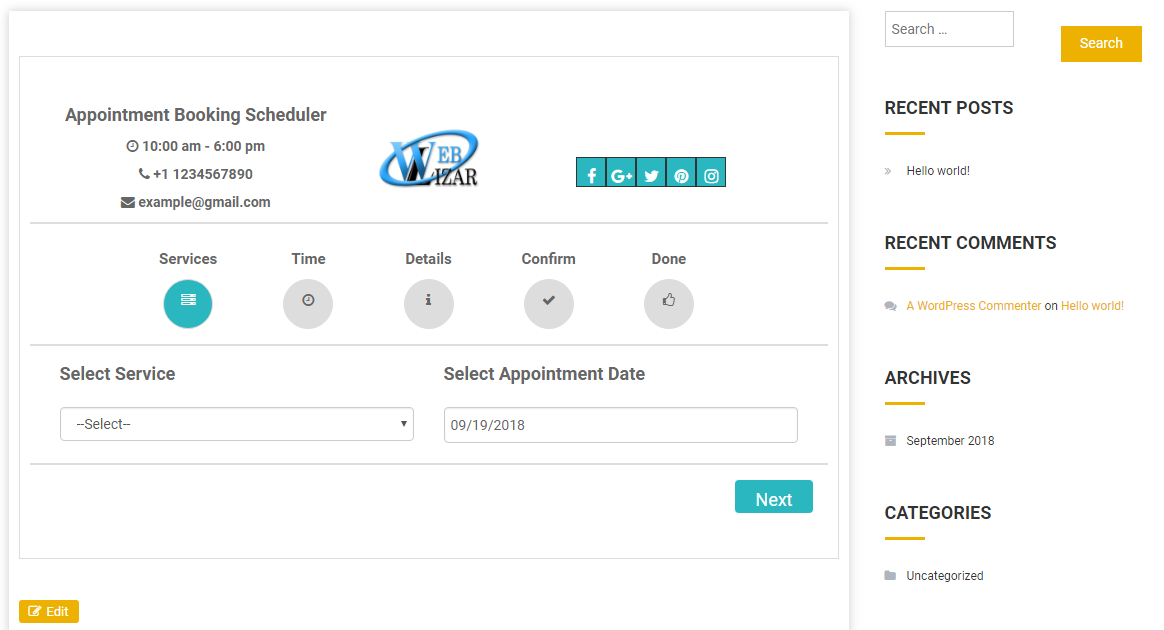 Appointment Booking Scheduler
10:00 am - 6:00 pm
+1 1234567890
example@gmail.com
WEB
WIZAR
f G+
Services Time Details Confirm Done
Select Service Select Appointment Date
--Select-- 09/19/2018
Next
Edit
Search ...
Search
RECENT POSTS
Hello world!
RECENT COMMENTS
A WordPress Commenter on Hello world!
ARCHIVES
September 2018
CATEGORIES
Uncategorized